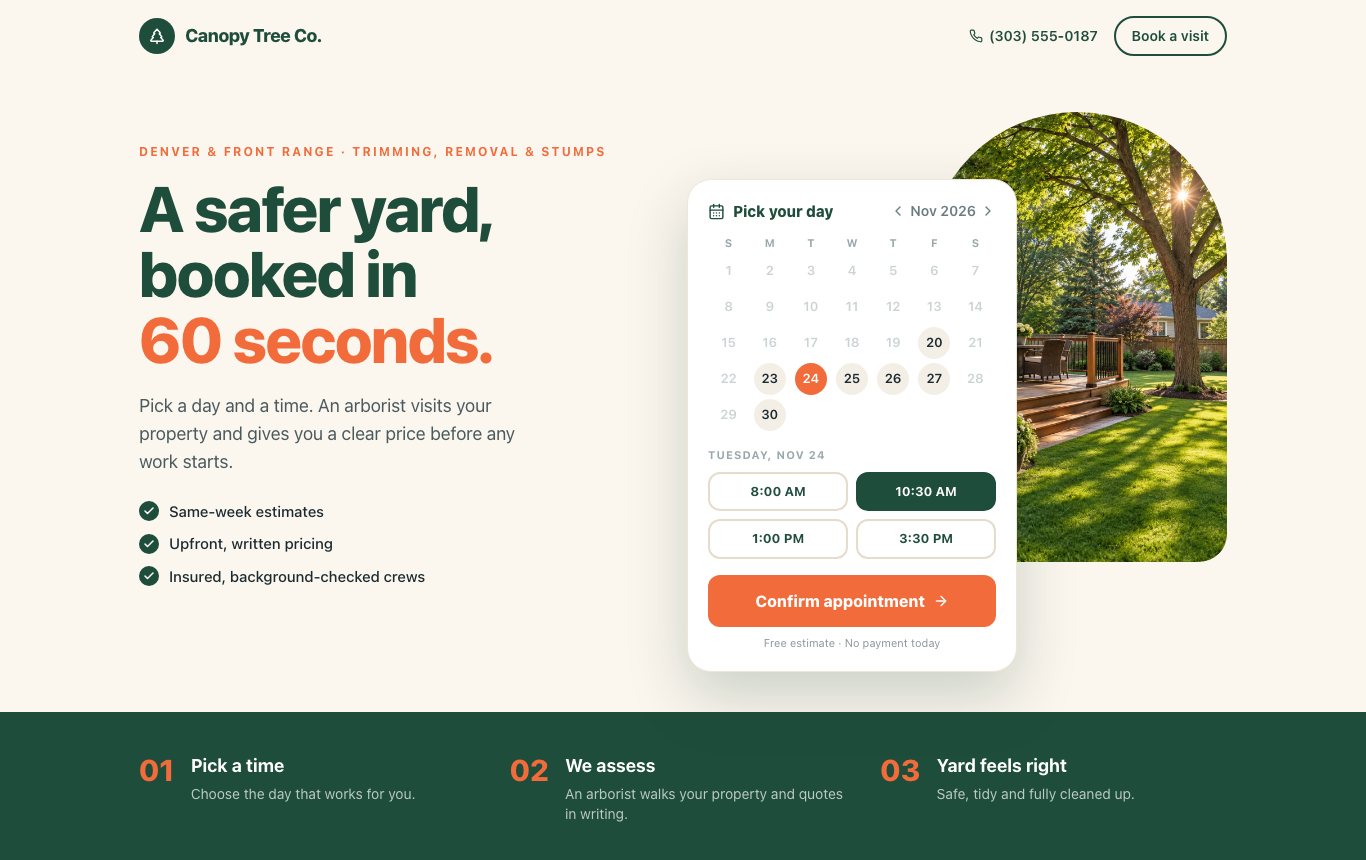 Canopy Tree Co.
(303) 555-0187
Book a visit
DENVER & FRONT RANGE · TRIMMING, REMOVAL & STUMPS
A safer yard,
booked in
60 seconds.
Pick a day and a time. An arborist visits your
property and gives you a clear price before any
work starts.
Same-week estimates
Upfront, written pricing
Insured, background-checked crews
Pick your day
Nov 2026
S M T W T F S
1 2 3 4 5 6 7
8 9 10 11 12 13 14
15 16 17 18 19 20 21
22 23 24 25 26 27 28
29 30
TUESDAY, NOV 24
8:00 AM 10:30 AM
1:00 PM 3:30 PM
Confirm appointment
Free estimate · No payment today
01 Pick a time
Choose the day that works for you.
02 We assess
An arborist walks your property and quotes
in writing.
03 Yard feels right
Safe, tidy and fully cleaned up.